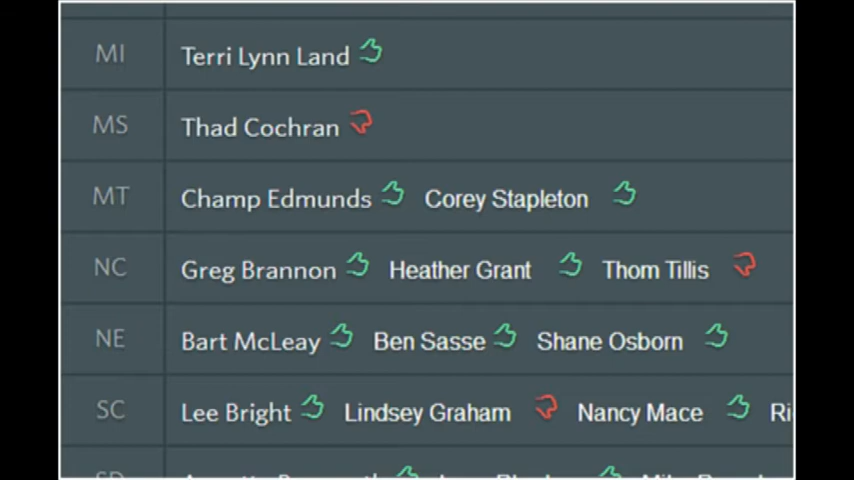 MI Terri Lynn Land
MS Thad Cochran
MT Champ Edmunds Corey Stapleton
NC Greg Brannon Heather Grant Thom Tillis
NE Bart McLeay Ben Sasse Shane Osborn
SC Lee Bright Lindsey Graham Nancy Mace Ri